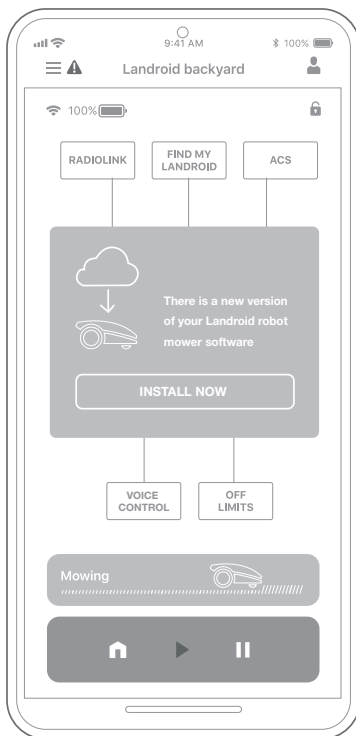 9:41 AM
100%
Landroid backyard
100%
RADIOLINK
FIND MY
LANDROID
ACS
There is a new version
of your Landroid robot
mower software
INSTALL NOW
VOICE
CONTROL
OFF
LIMITS
Mowing